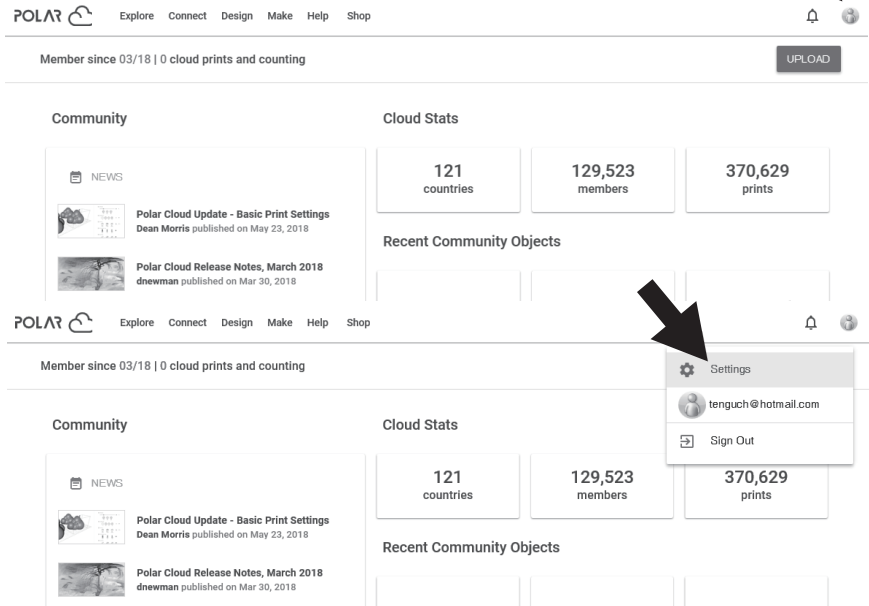 POLAR Explore Connect Design Make Help Shop
Member since 03/18 | 0 cloud prints and counting UPLOAD
Community
NEWS
Polar Cloud Update - Basic Print Settings
Dean Morris published on May 23, 2018
Polar Cloud Release Notes, March 2018
dnewman published on Mar 30, 2018
Cloud Stats
121 129,523 370,629
countries members prints
Recent Community Objects
POLAR Explore Connect Design Make Help Shop
Member since 03/18 | 0 cloud prints and counting
Settings
tenguch@hotmail.com
Sign Out
Community
NEWS
Polar Cloud Update - Basic Print Settings
Dean Morris published on May 23, 2018
Polar Cloud Release Notes, March 2018
dnewman published on Mar 30, 2018
Cloud Stats
121 129,523 370,629
countries members prints
Recent Community Objects